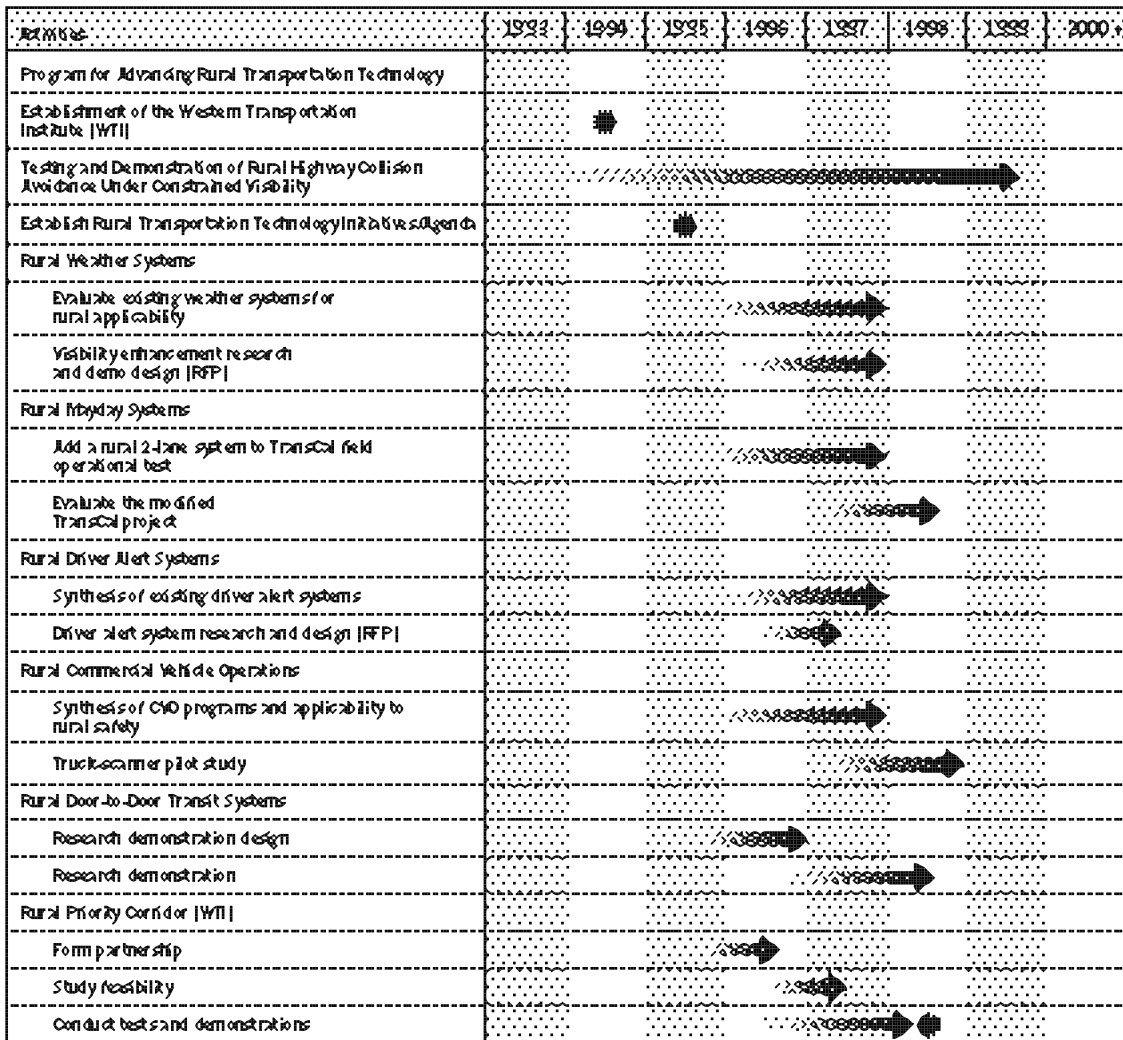 Activities 1993 1994 1995 1996 1997 1998 1999 2000 +
Program for Advancing Rural Transportation Technology
Establishment of the Western Transportation
Institute (WTI)
Testing and Demonstration of Rural Highway Collision
Avoidance Under Constrained Visibility
Establish Rural Transportation Technology Initiatives/Agenda
Rural Weather Systems
Evaluate existing weather systems for
rural applicability
Visibility enhancement research
and demo design (RFP)
Rural Mayday Systems
Add a rural 2-lane system to TransCal field
operational test
Evaluate the modified
TransCal project
Rural Driver Alert Systems
Synthesis of existing driver alert systems
Driver alert system research and design (RFP)
Rural Commercial Vehicle Operations
Synthesis of CVO programs and applicability to
rural safety
Truck-scanner pilot study
Rural Door-to-Door Transit Systems
Research demonstration design
Research demonstration
Rural Priority Corridor (WTI)
Form partnership
Study feasibility
Conduct tests and demonstrations